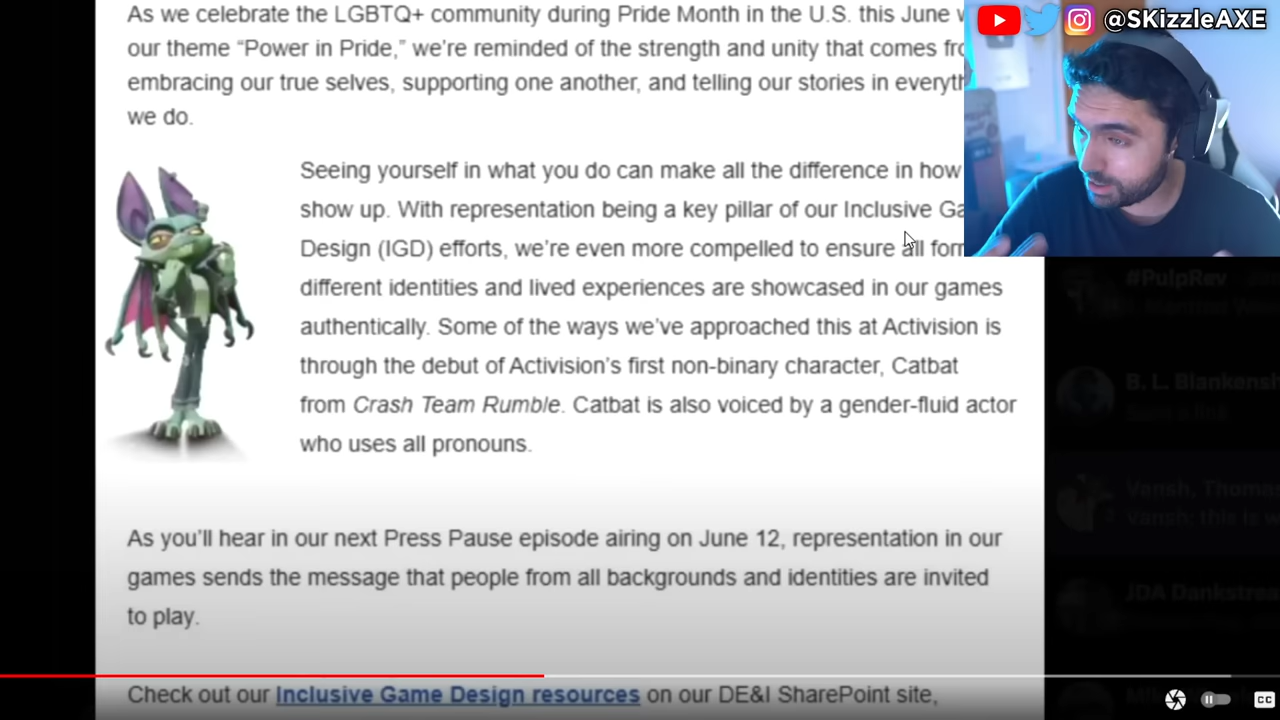 As we celebrate the LGBTQ+ community during Pride Month in the U.S. this June
@SKizzleAXE
our theme “Power in Pride,” we’re reminded of the strength and unity that comes
embracing our true selves, supporting one another, and telling our stories in
we do.
Seeing yourself in what you do can make all the difference in how
show up. With representation being a key pillar of our Inclusive
Design (IGD) efforts, we’re even more compelled to ensure all
different identities and lived experiences are showcased in our games
authentically. Some of the ways we’ve approached this at Activision is
through the debut of Activision’s first non-binary character, Catbat
from Crash Team Rumble. Catbat is also voiced by a gender-fluid actor
who uses all pronouns.
As you’ll hear in our next Press Pause episode airing on June 12, representation in our
games sends the message that people from all backgrounds and identities are invited
to play.
Check out our Inclusive Game Design resources on our DE&I SharePoint site,
#PulpRev
B. L.
Vansh,
Vansh: this is
JDA
CC